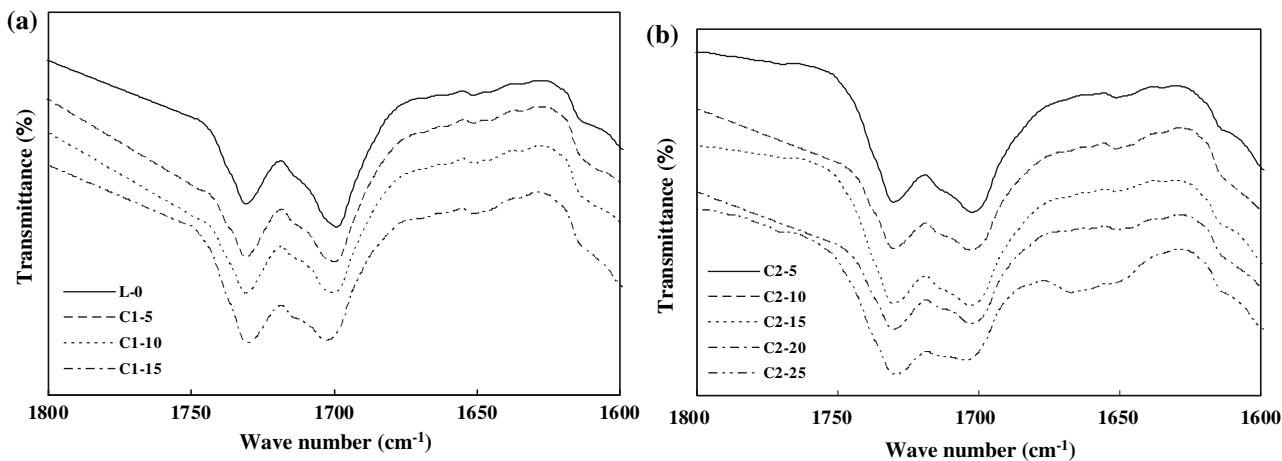 (a)
Transmittance (%)
L-0
C1-5
C1-10
C1-15
1800 1750 1700 1650 1600
Wave number (cm⁻¹)
(b)
Transmittance (%)
C2-5
C2-10
C2-15
C2-20
C2-25
1800 1750 1700 1650 1600
Wave number (cm⁻¹)